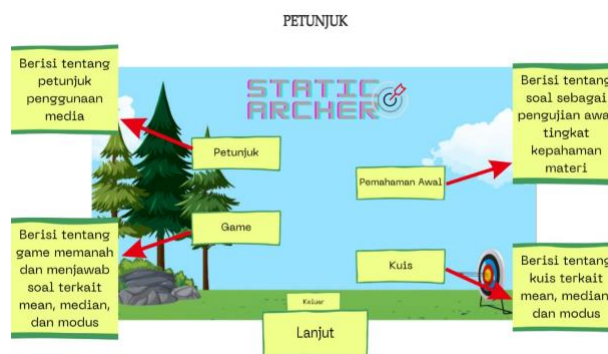 PETUNJUK
Berisi tentang
petunjuk
penggunaan
media
STATIC
ARCHER
Berisi tentang
soal sebagai
pengujian awa
tingkat
kepahaman
materi
Petunjuk
Pemahaman Awal
Game
Kuis
Berisi tentang
game memanah
dan menjawab
soal terkait
mean, median,
dan modus
Berisi tentang
kuis terkait
mean, median
dan modus
Keluar
Lanjut